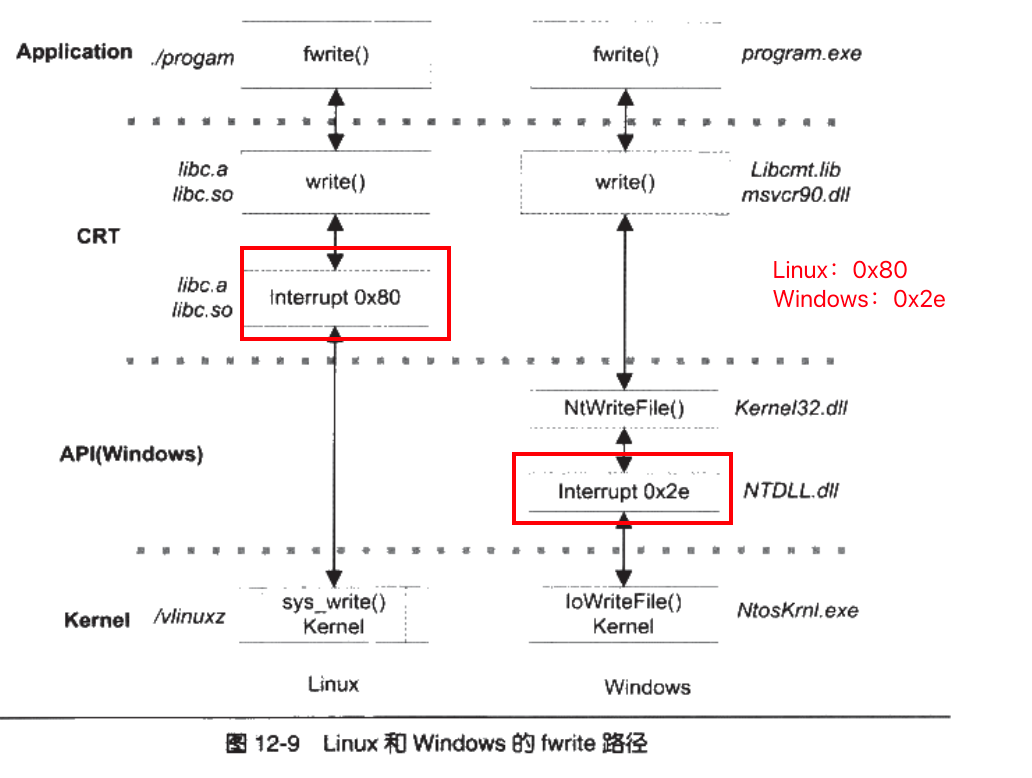 Application
./progam
fwrite()
fwrite()
program.exe
libc.a
libc.so
write()
write()
Libcmt.lib
msvcr90.dll
CRT
libc.a
libc.so
Interrupt 0x80
Linux：0x80
Windows：0x2e
NtWriteFile()
Kernel32.dll
API(Windows)
Interrupt 0x2e
NTDLL.dll
Kernel
/vlinuxz
sys_write()
Kernel
IoWriteFile()
Kernel
NtosKrnl.exe
Linux
Windows
图 12-9 Linux 和 Windows 的 fwrite 路径